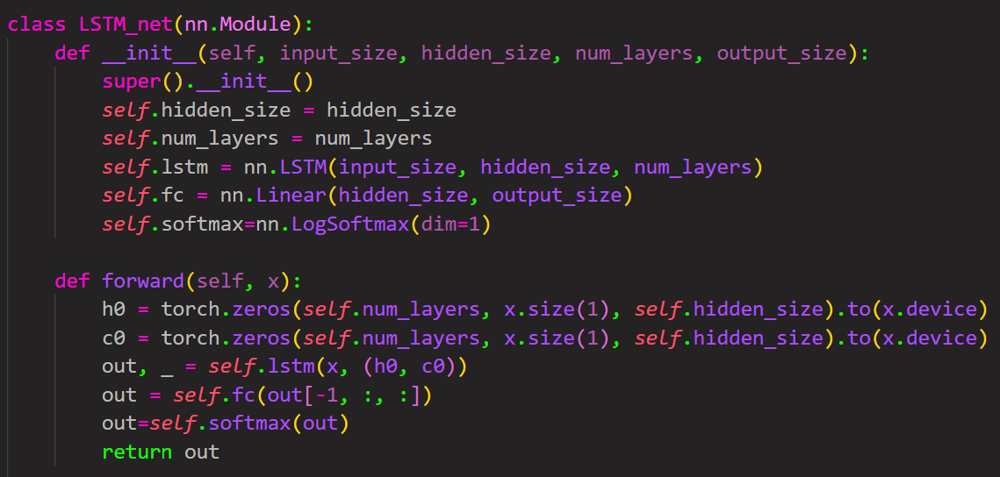 class LSTM_net(nn.Module):
    def __init__(self, input_size, hidden_size, num_layers, output_size):
        super().__init__()
        self.hidden_size = hidden_size
        self.num_layers = num_layers
        self.lstm = nn.LSTM(input_size, hidden_size, num_layers)
        self.fc = nn.Linear(hidden_size, output_size)
        self.softmax=nn.LogSoftmax(dim=1)

    def forward(self, x):
        h0 = torch.zeros(self.num_layers, x.size(1), self.hidden_size).to(x.device)
        c0 = torch.zeros(self.num_layers, x.size(1), self.hidden_size).to(x.device)
        out, _ = self.lstm(x, (h0, c0))
        out = self.fc(out[-1, :, :])
        out=self.softmax(out)
        return out